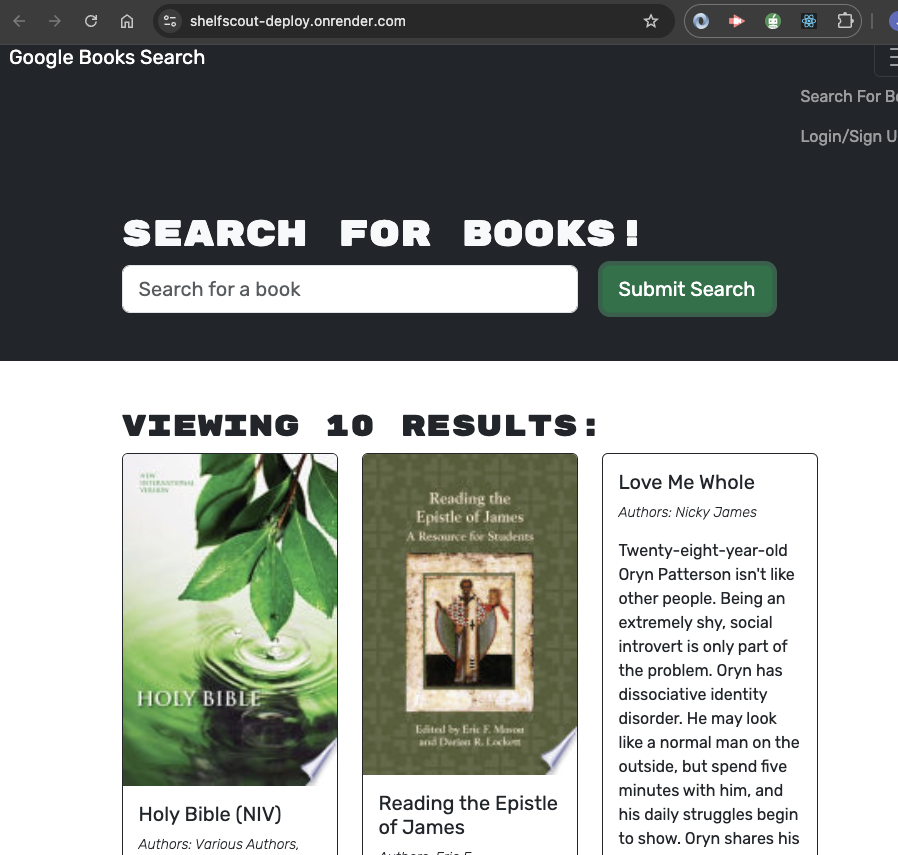 shelfscout-deploy.onrender.com
Google Books Search
Search For
Login/Sign
SEARCH FOR BOOKS!
Search for a book
Submit Search
VIEWING 10 RESULTS:
NEW
INTERNATIONAL
VERSION
HOLY BIBLE
Holy Bible (NIV)
Authors: Various Authors,
Reading the
Epistle of James
A Resource for Students
Edited by Eric F. Mason
and Darian R. Lockett
Reading the Epistle
of James
Authors: Eric F.
Love Me Whole
Authors: Nicky James
Twenty-eight-year-old
Oryn Patterson isn't like
other people. Being an
extremely shy, social
introvert is only part of
the problem. Oryn has
dissociative identity
disorder. He may look
like a normal man on the
outside, but spend five
minutes with him, and
his daily struggles begin
to show. Oryn shares his